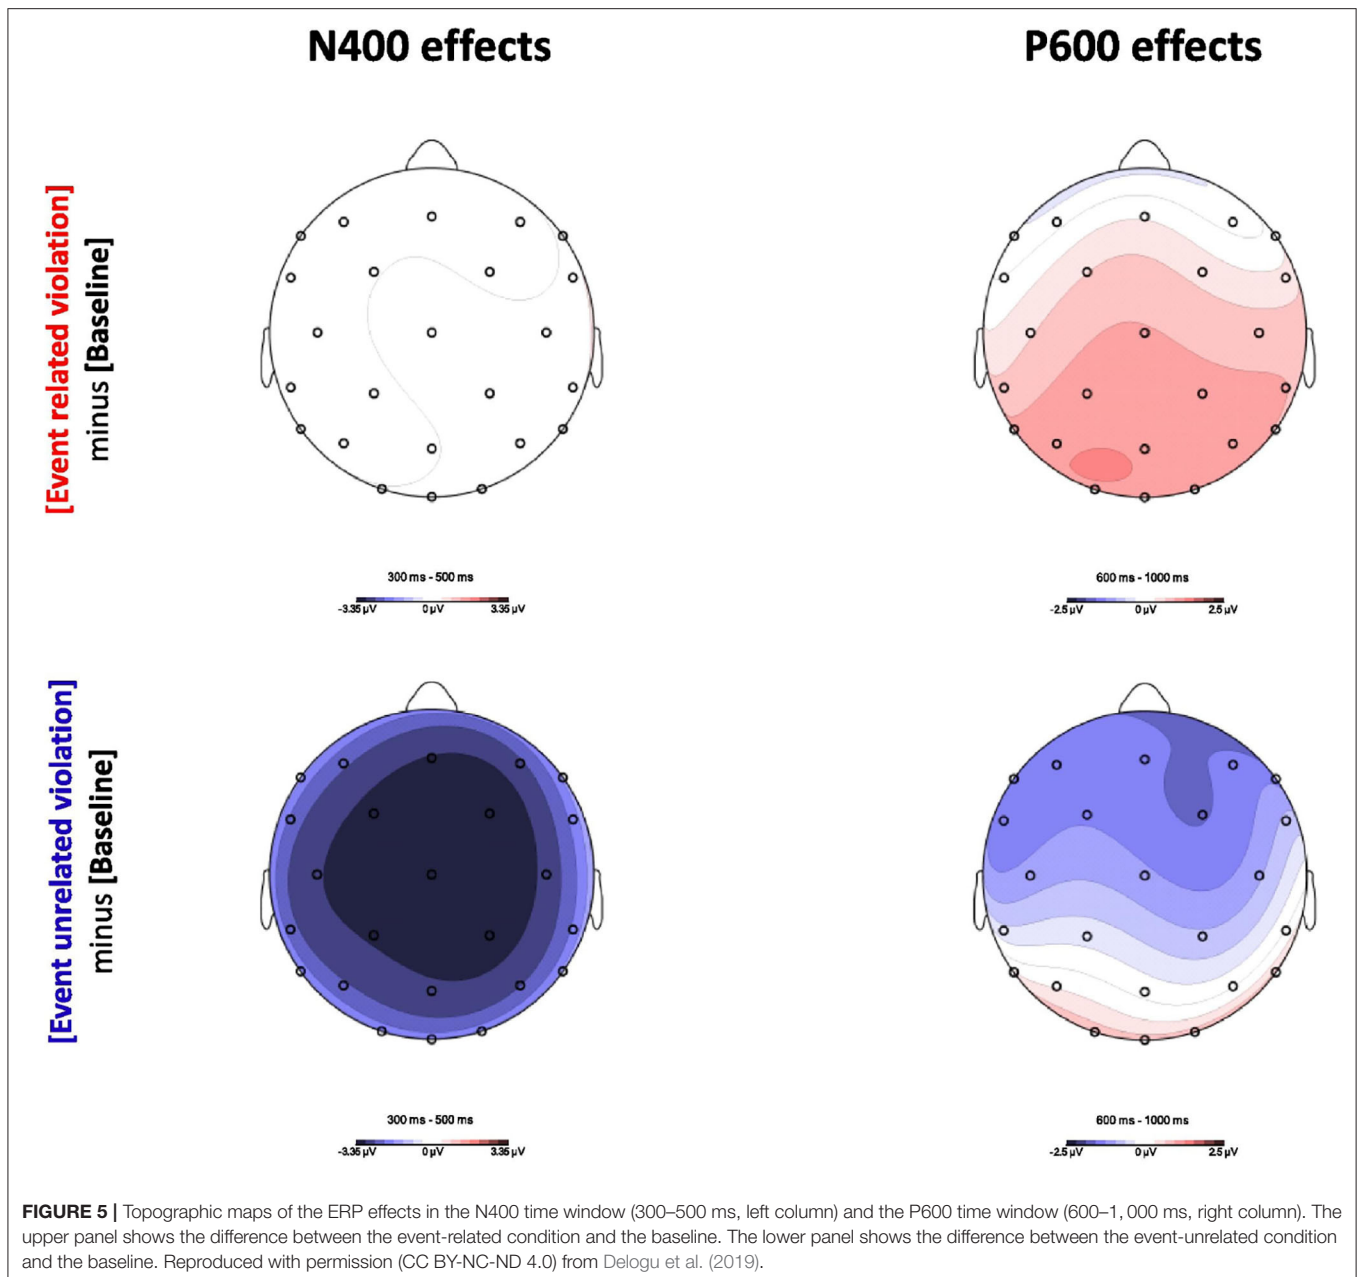 N400 effects
P600 effects
[Event related violation]
minus [Baseline]
300 ms - 500 ms
-3.35 µV 0 µV 3.35 µV
600 ms - 1000 ms
-2.5 µV 0 µV 2.5 µV
[Event unrelated violation]
minus [Baseline]
300 ms - 500 ms
-3.35 µV 0 µV 3.35 µV
600 ms - 1000 ms
-2.5 µV 0 µV 2.5 µV
FIGURE 5 | Topographic maps of the ERP effects in the N400 time window (300–500 ms, left column) and the P600 time window (600–1, 000 ms, right column). The
upper panel shows the difference between the event-related condition and the baseline. The lower panel shows the difference between the event-unrelated condition
and the baseline. Reproduced with permission (CC BY-NC-ND 4.0) from Delogu et al. (2019).